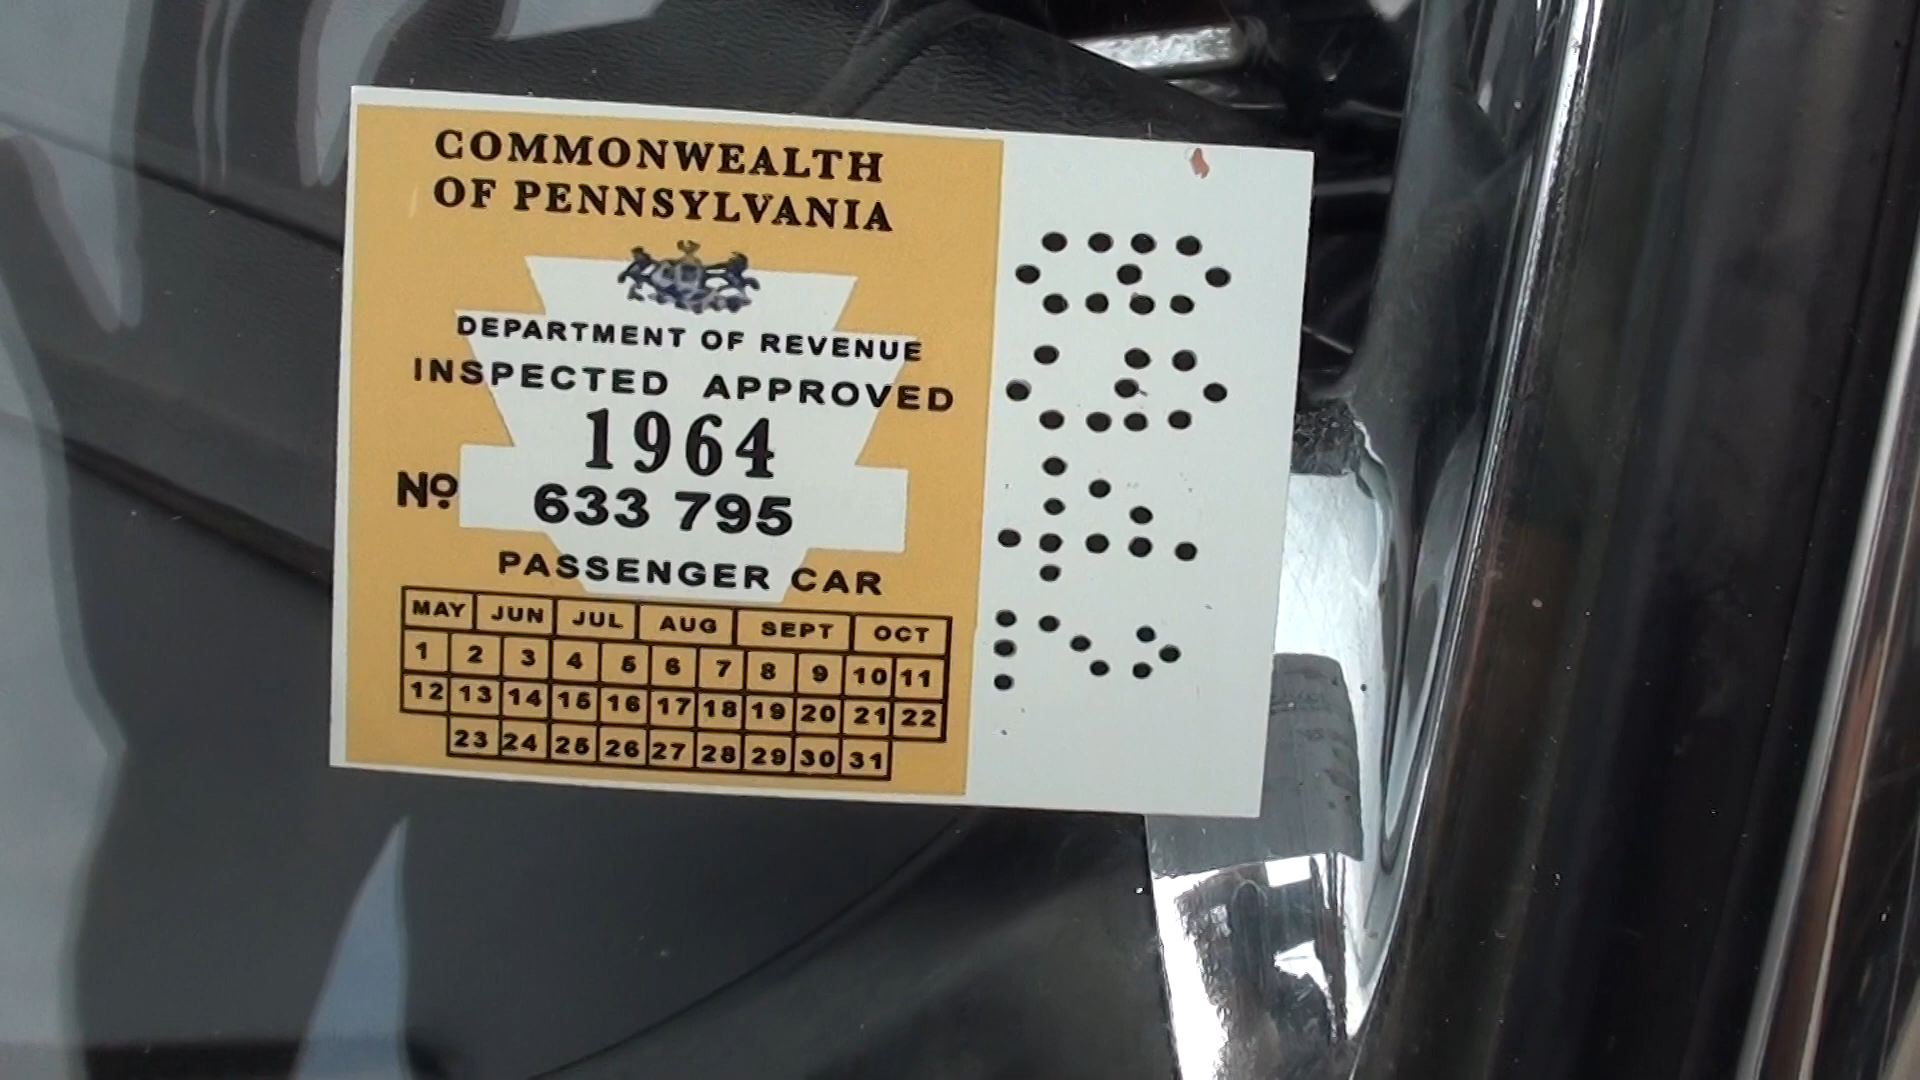 COMMONWEALTH
OF PENNSYLVANIA
DEPARTMENT OF REVENUE
INSPECTED APPROVED
1964
Nº 633 795
PASSENGER CAR
MAY JUN JUL AUG SEPT OCT
1 2 3 4 5 6 7 8 9 10 11
12 13 14 15 16 17 18 19 20 21 22
23 24 25 26 27 28 29 30 31
8942